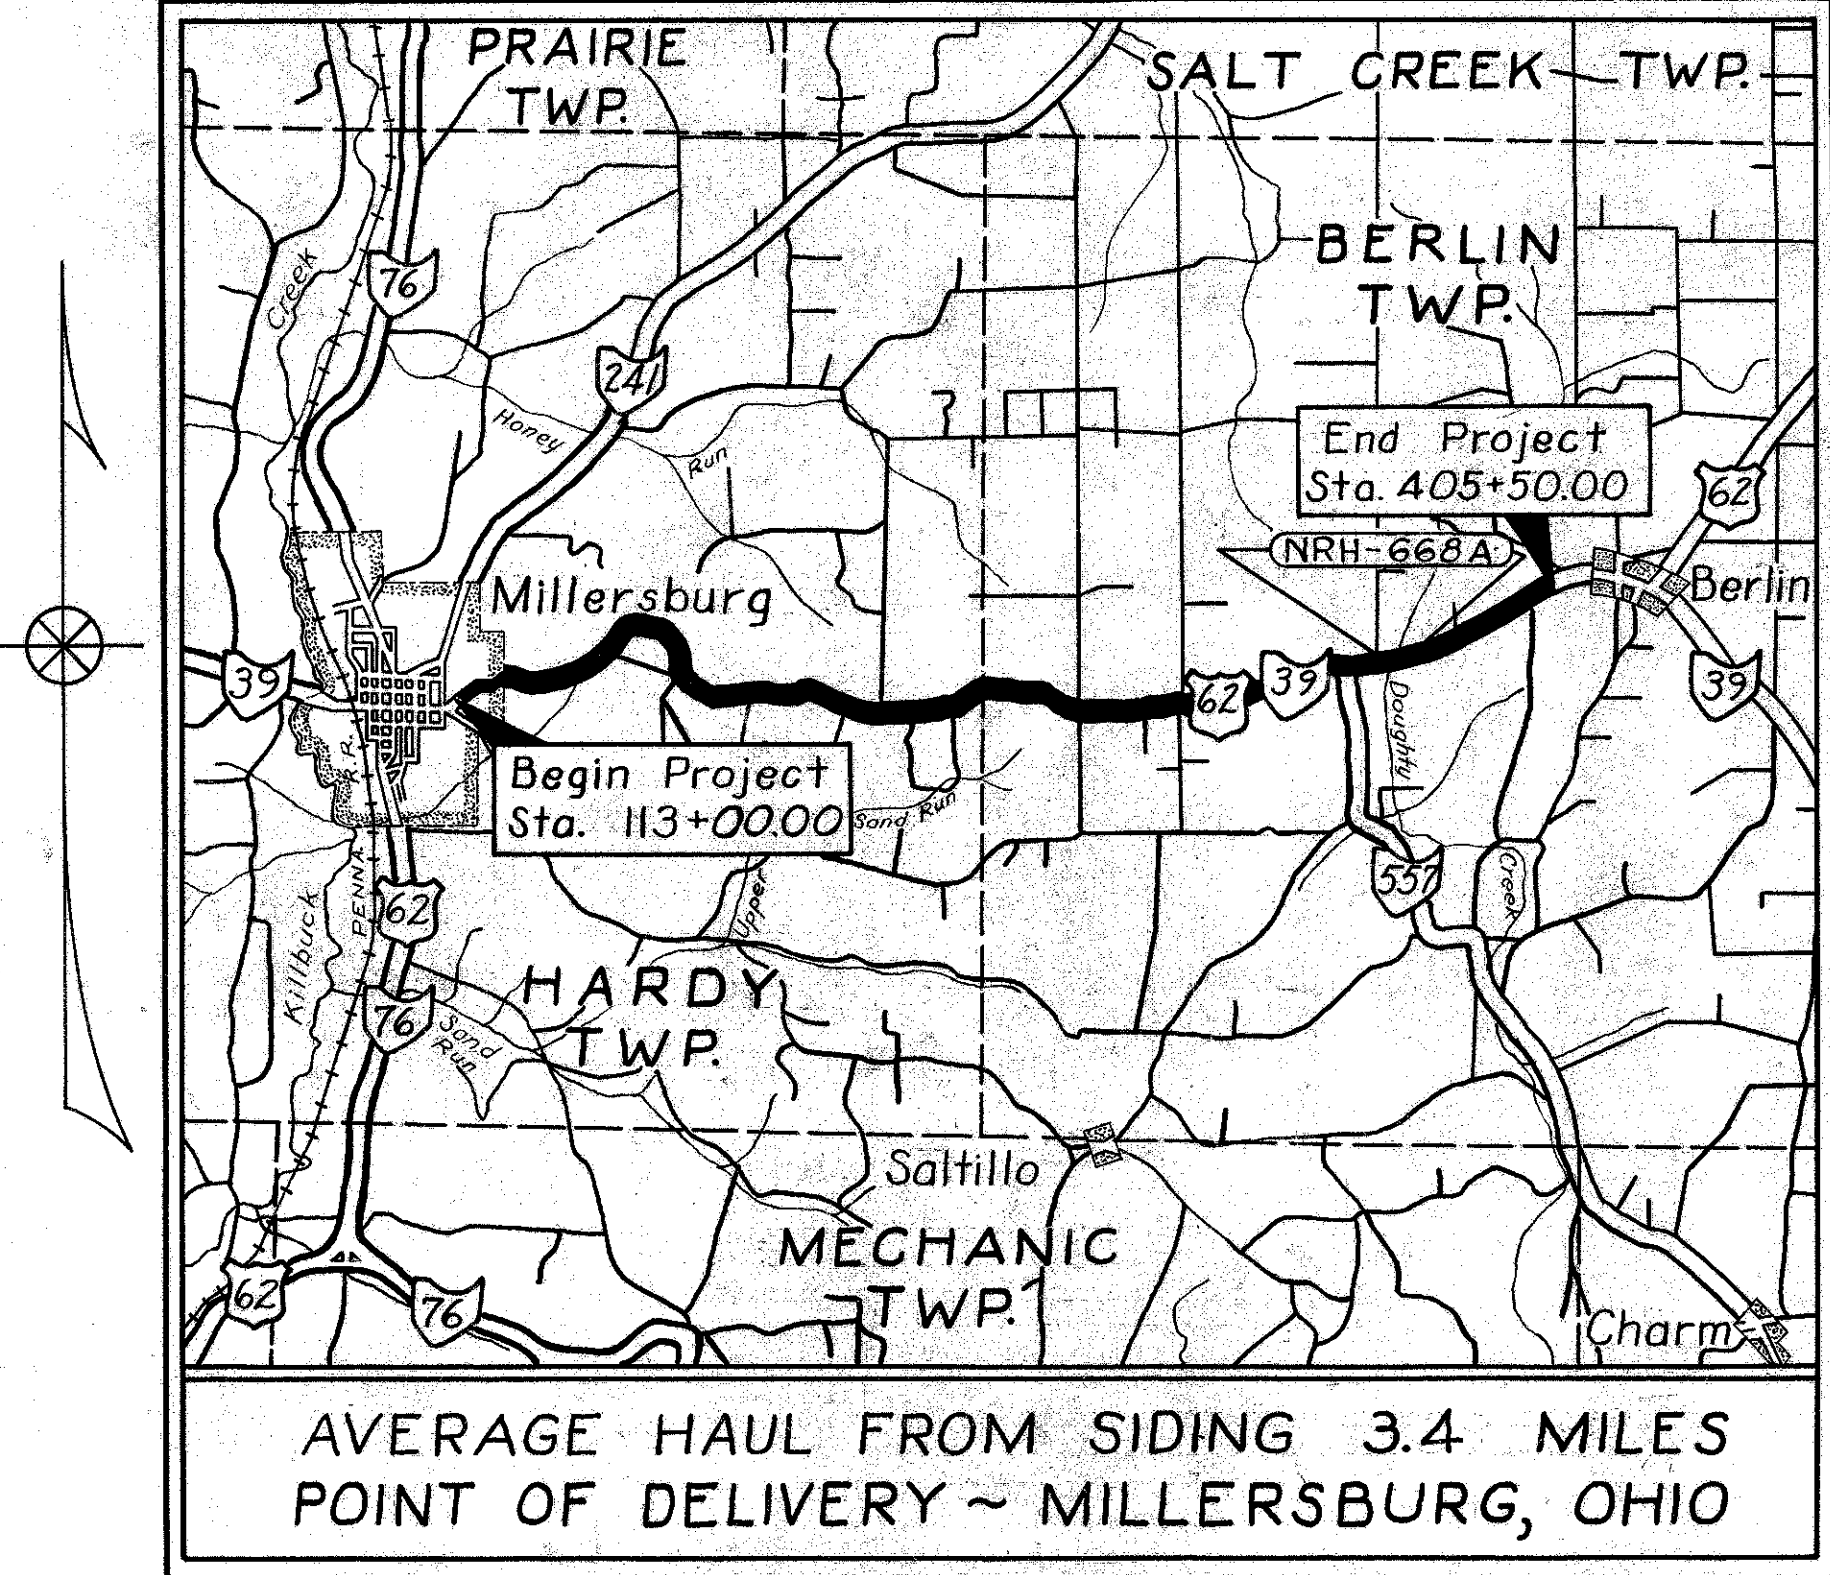 PRAIRIE
TWP.
SALT CREEK TWP.
BERLIN
TWP.
76
Creek
241
Honey
Run
End Project
Sta. 405+50.00
62
NRH-668A
Berlin
Millersburg
39
62
39
39
Doughty
R.R.
Begin Project
Sta. 113+00.00
Sand Run
557
Creek
PENNA.
62
Killbuck
Upper
HARDY
TWP.
76
Sand
Run
Saltillo
MECHANIC
TWP.
62
76
Charm
AVERAGE HAUL FROM SIDING 3.4 MILES
POINT OF DELIVERY ~ MILLERSBURG, OHIO